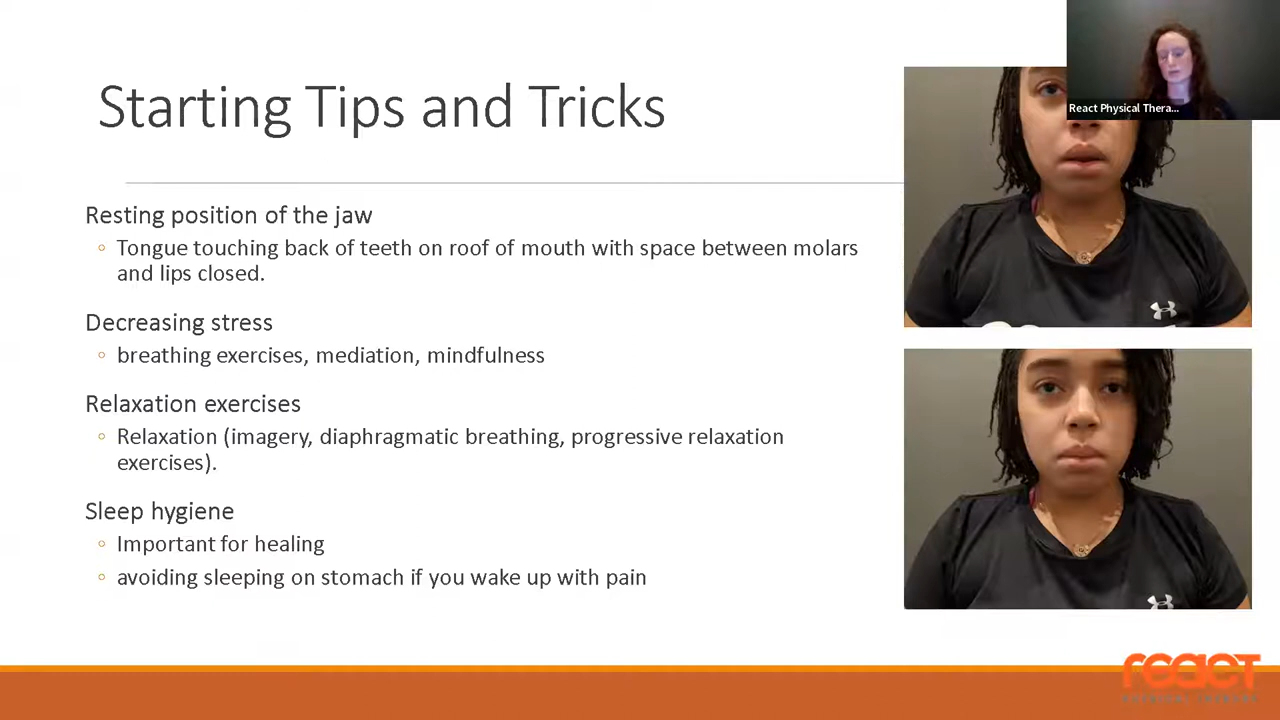 React Physical Thera...
Starting Tips and Tricks
Resting position of the jaw
◦ Tongue touching back of teeth on roof of mouth with space between molars
and lips closed.
Decreasing stress
◦ breathing exercises, mediation, mindfulness
Relaxation exercises
◦ Relaxation (imagery, diaphragmatic breathing, progressive relaxation
exercises).
Sleep hygiene
◦ Important for healing
◦ avoiding sleeping on stomach if you wake up with pain
react